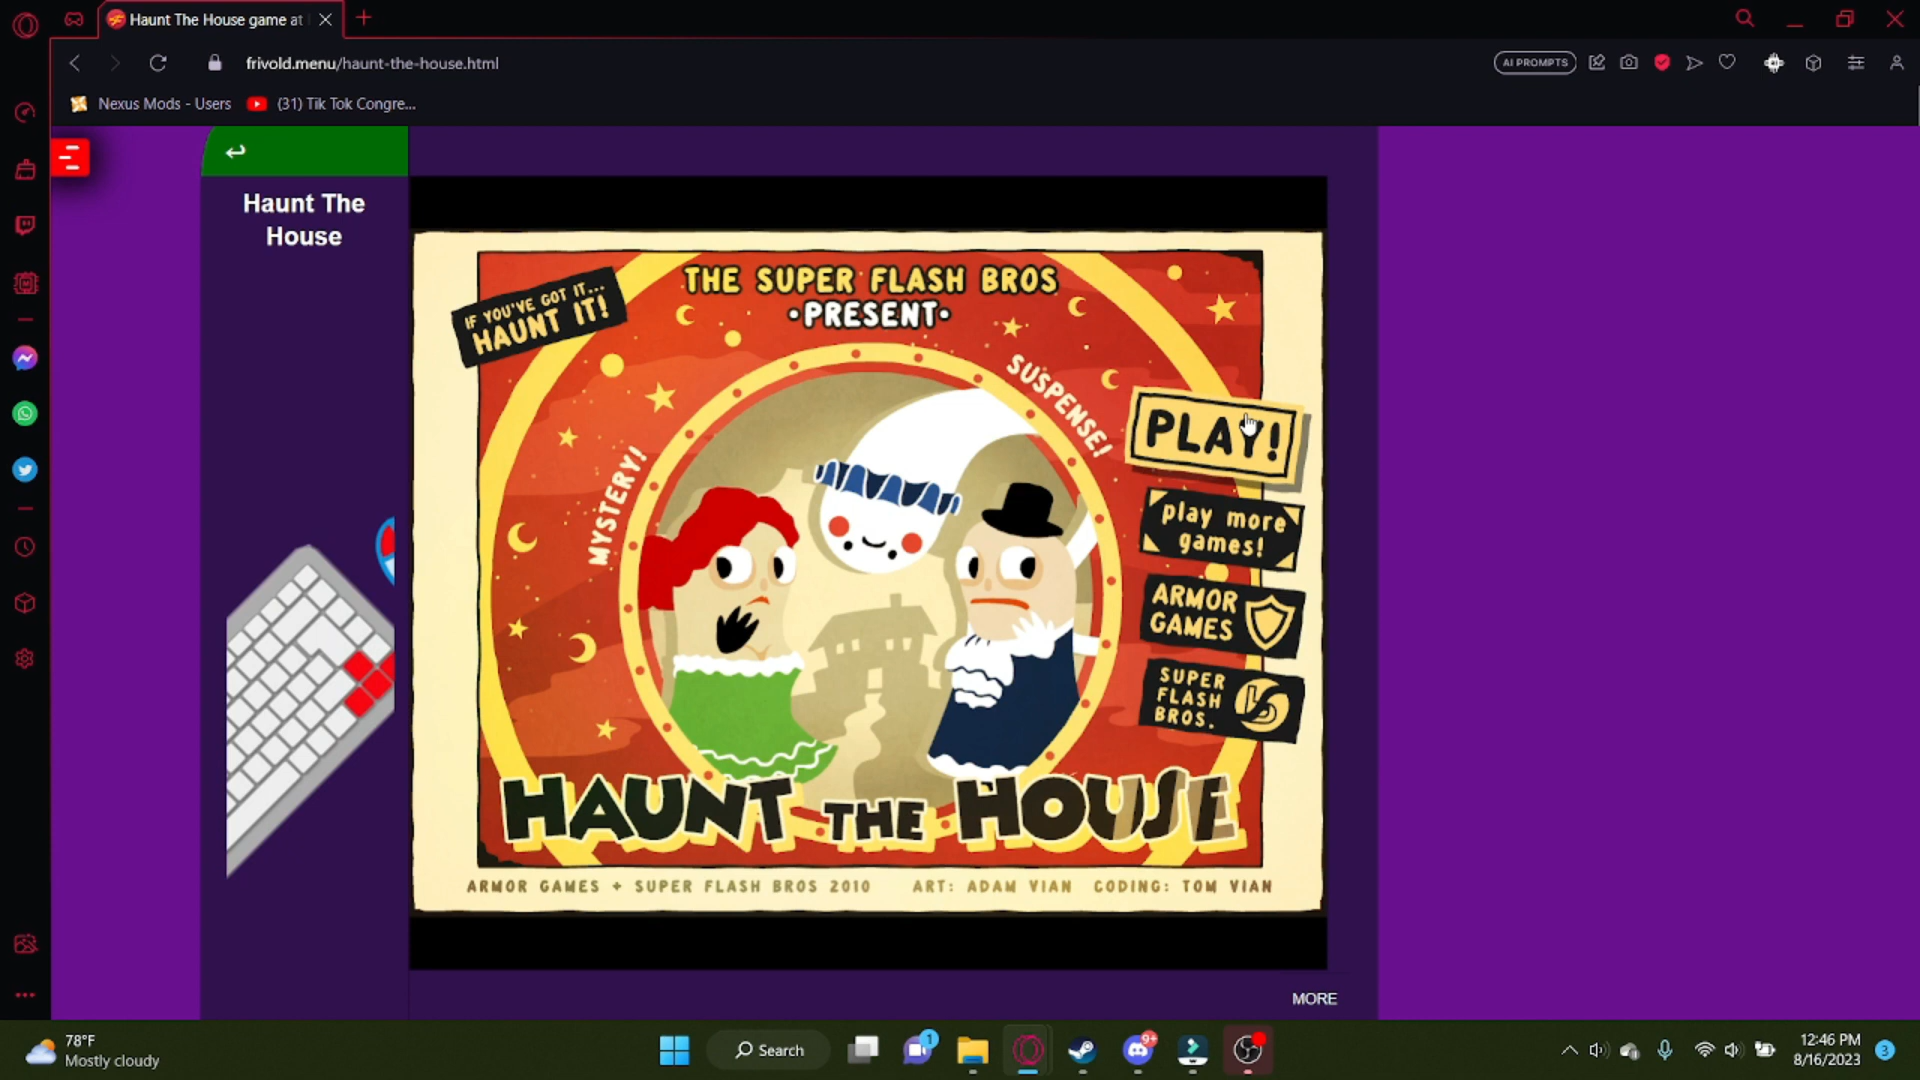 Haunt The House game at
frivold.menu/haunt-the-house.html
AI PROMPTS
Nexus Mods - Users
(31) Tik Tok Congre...
Haunt The
House
IF YOU'VE GOT IT...
HAUNT IT!
THE SUPER FLASH BROS
•PRESENT•
MYSTERY!
SUSPENSE!
PLAY!
play more
games!
ARMOR
GAMES
SUPER
FLASH
BROS.
HAUNT THE HOUSE
ARMOR GAMES + SUPER FLASH BROS 2010 ART: ADAM VIAN CODING: TOM VIAN
MORE
78°F
Mostly cloudy
Search
1
9+
12:46 PM
8/16/2023
3